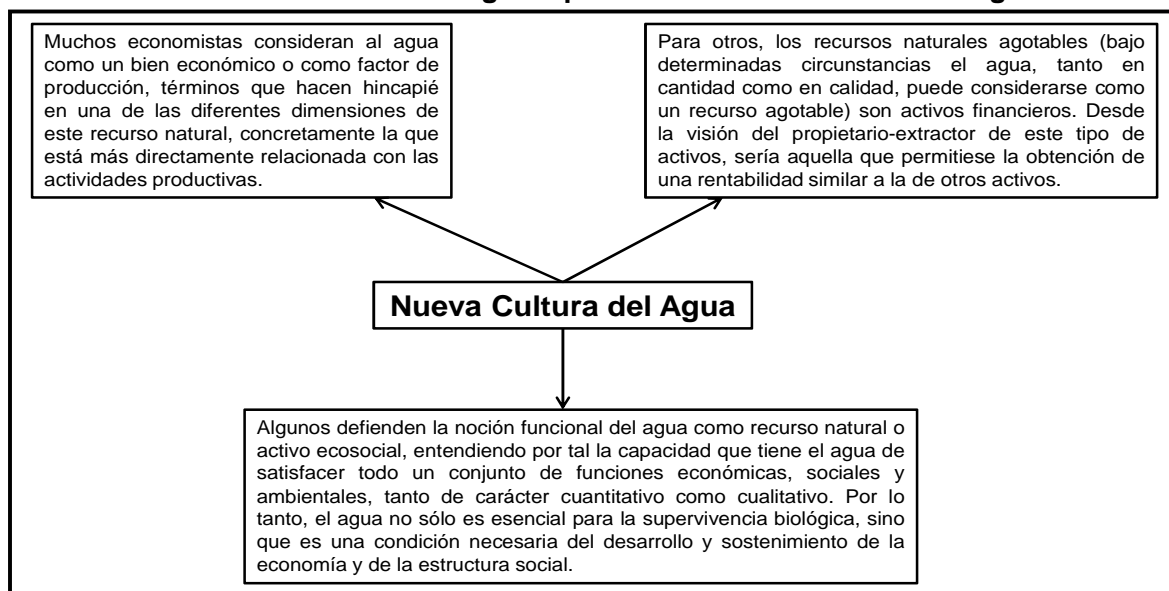 Muchos economistas consideran al agua
como un bien económico o como factor de
producción, términos que hacen hincapié
en una de las diferentes dimensiones de
este recurso natural, concretamente la que
está más directamente relacionada con las
actividades productivas.
Para otros, los recursos naturales agotables (bajo
determinadas circunstancias el agua, tanto en
cantidad como en calidad, puede considerarse como
un recurso agotable) son activos financieros. Desde
la visión del propietario-extractor de este tipo de
activos, sería aquella que permitiese la obtención de
una rentabilidad similar a la de otros activos.
Nueva Cultura del Agua
Algunos defienden la noción funcional del agua como recurso natural o
activo ecosocial, entendiendo por tal la capacidad que tiene el agua de
satisfacer todo un conjunto de funciones económicas, sociales y
ambientales, tanto de carácter cuantitativo como cualitativo. Por lo
tanto, el agua no sólo es esencial para la supervivencia biológica, sino
que es una condición necesaria del desarrollo y sostenimiento de la
economía y de la estructura social.